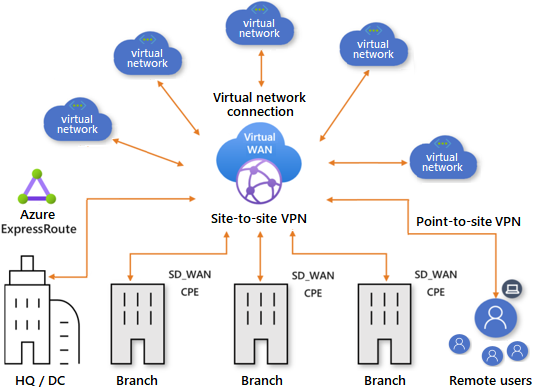 virtual
network
virtual
network
virtual
network
virtual
network
virtual
network
Virtual network
connection
Virtual
WAN
Azure
ExpressRoute
Site-to-site VPN
Point-to-site VPN
SD_WAN
CPE
SD_WAN
CPE
SD_WAN
CPE
HQ / DC
Branch
Branch
Branch
Remote users